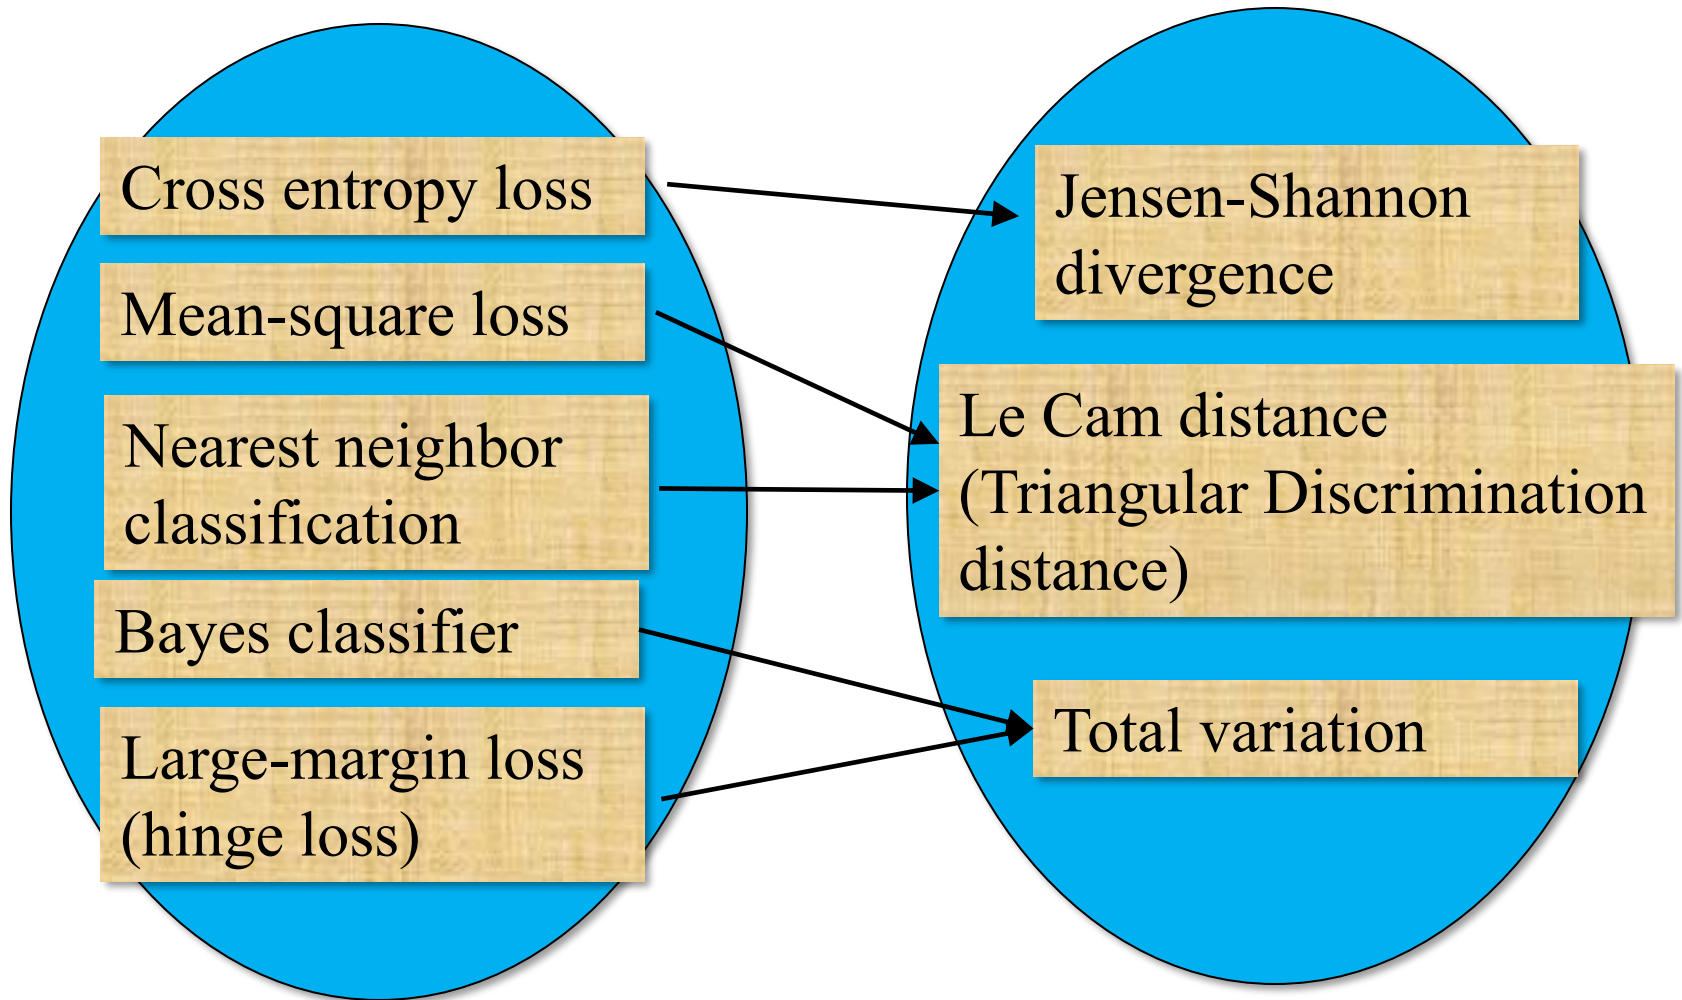 Cross entropy loss
Mean-square loss
Nearest neighbor
classification
Bayes classifier
Large-margin loss
(hinge loss)
Jensen-Shannon
divergence
Le Cam distance
(Triangular Discrimination
distance)
Total variation